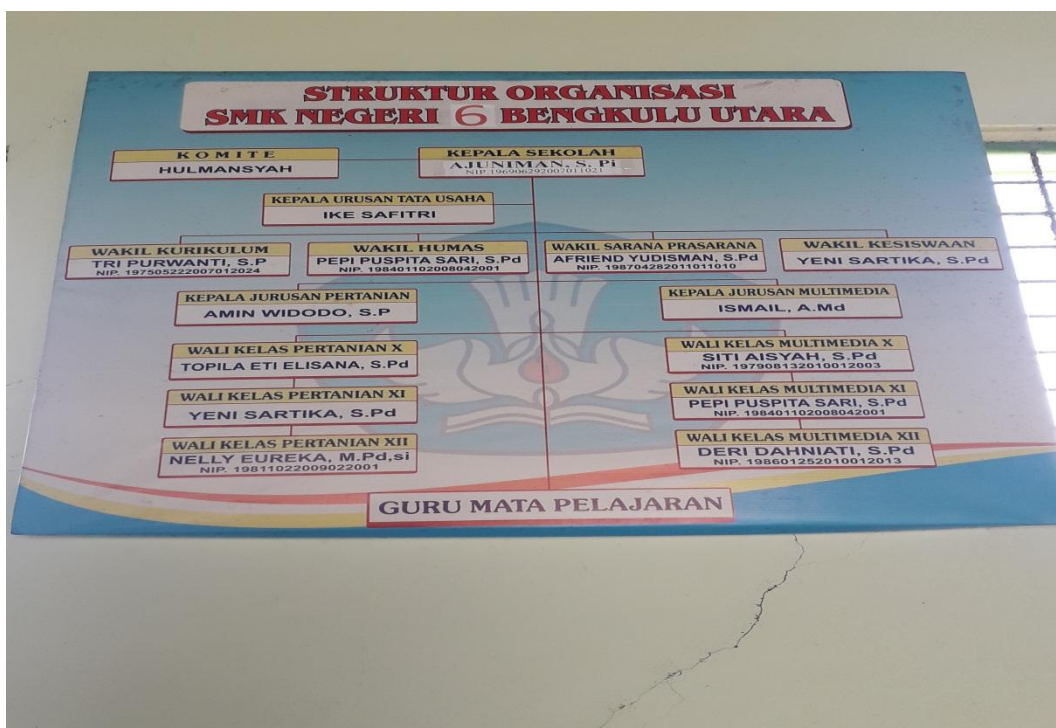 STRUKTUR ORGANISASI
SMK NEGERI 6 BENGKULU UTARA
KOMITE
HULMANSYAH
KEPALA SEKOLAH
AJUNIMAN, S, Pi
NIP 196906292007011021
KEPALA URUSAN TATA USAHA
IKE SAFITRI
WAKIL KURIKULUM
TRI PURWANTI, S.P
NIP. 197505222007012024
WAKIL HUMAS
PEPI PUSPITA SARI, S.Pd
NIP. 198401102008042001
WAKIL SARANA PRASARANA
AFRIEND YUDISMAN, S.Pd
NIP. 198704282011011010
WAKIL KESISWAAN
YENI SARTIKA, S.Pd
KEPALA JURUSAN PERTANIAN
AMIN WIDODO, S.P
KEPALA JURUSAN MULTIMEDIA
ISMAIL, A.Md
WALI KELAS PERTANIAN X
TOPILA ETI ELISANA, S.Pd
WALI KELAS MULTIMEDIA X
SITI AISYAH, S.Pd
NIP. 197908132010012003
WALI KELAS PERTANIAN XI
YENI SARTIKA, S.Pd
WALI KELAS MULTIMEDIA XI
PEPI PUSPITA SARI, S.Pd
NIP. 198401102008042001
WALI KELAS PERTANIAN XII
NELLY EUREKA, M.Pd,si
NIP. 19811022009022001
WALI KELAS MULTIMEDIA XII
DERI DAHNIATI, S.Pd
NIP. 198601252010012013
GURU MATA PELAJARAN